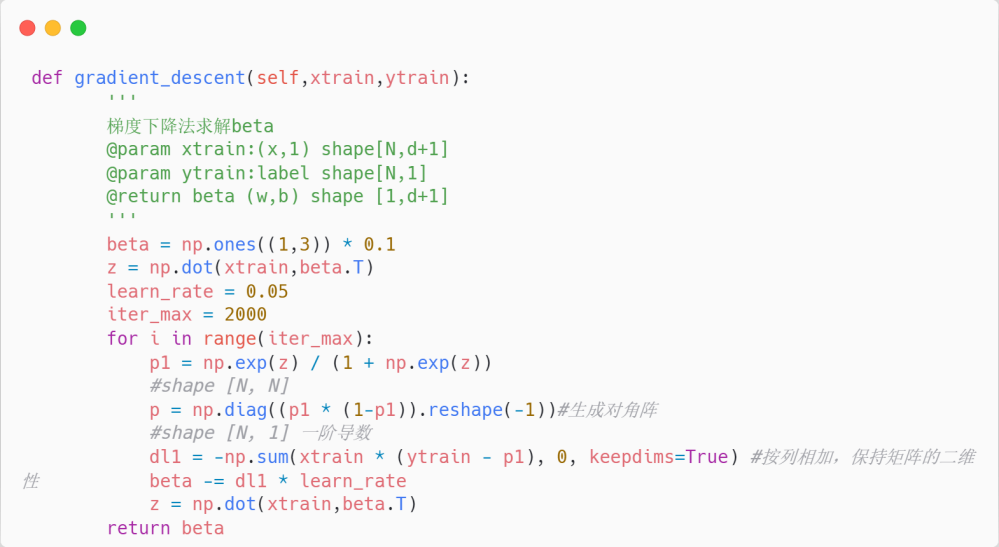 def gradient_descent(self,xtrain,ytrain):
'''
梯度下降法求解beta
@param xtrain:(x,1) shape[N,d+1]
@param ytrain:label shape[N,1]
@return beta (w,b) shape [1,d+1]
'''
beta = np.ones((1,3)) * 0.1
z = np.dot(xtrain,beta.T)
learn_rate = 0.05
iter_max = 2000
for i in range(iter_max):
p1 = np.exp(z) / (1 + np.exp(z))
#shape [N, N]
p = np.diag((p1 * (1-p1)).reshape(-1))#生成对角阵
#shape [N, 1] 一阶导数
dl1 = -np.sum(xtrain * (ytrain - p1), 0, keepdims=True) #按列相加，保持矩阵的二维
性
beta -= dl1 * learn_rate
z = np.dot(xtrain,beta.T)
return beta